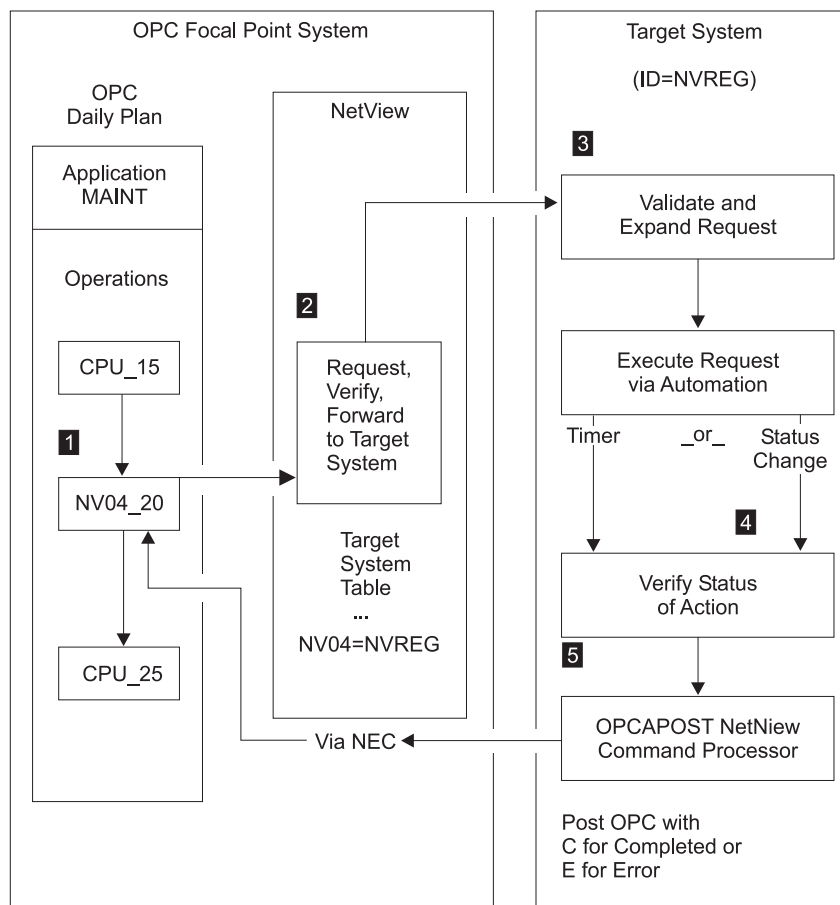 OPC Focal Point System
OPC
Daily Plan
Application
MAINT
Operations
CPU_15
1
NV04_20
CPU_25
NetView
2
Request,
Verify,
Forward
to Target
System
Target
System
Table
...
NV04=NVREG
Via NEC
Target System
(ID=NVREG)
3
Validate and
Expand Request
Execute Request
via Automation
Timer
_or_
Status
Change
4
Verify Status
of Action
5
OPCAPOST NetNiew
Command Processor
Post OPC with
C for Completed or
E for Error